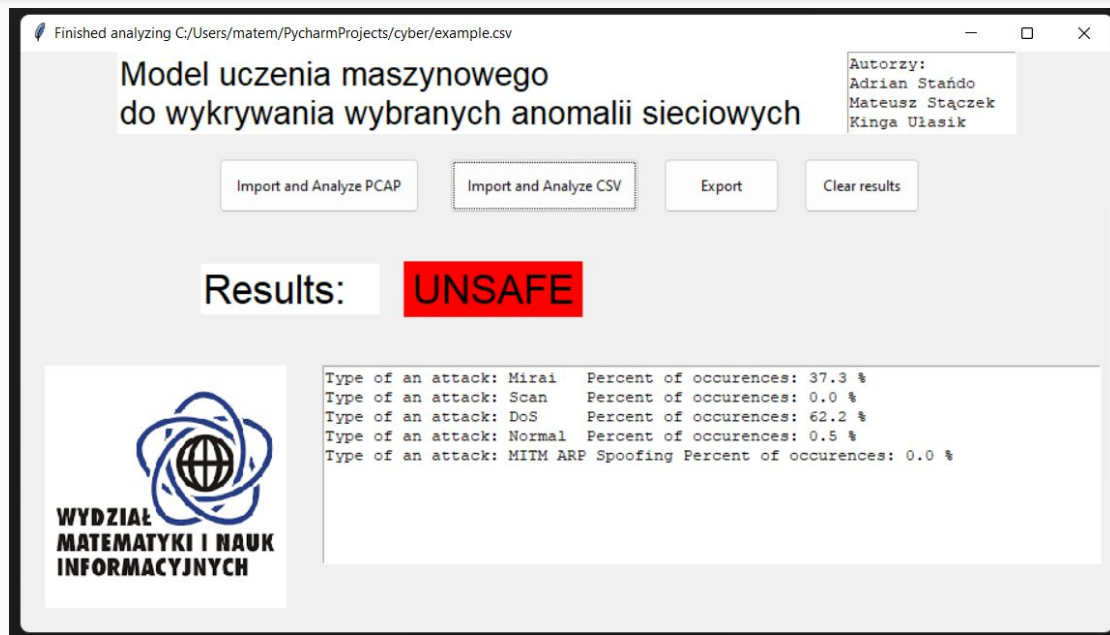 Finished analyzing C:/Users/matem/PycharmProjects/cyber/example.csv
Model uczenia maszynowego
do wykrywania wybranych anomalii sieciowych
Autorzy:
Adrian Stańdo
Mateusz Stączek
Kinga Ułasik
Import and Analyze PCAP
Import and Analyze CSV
Export
Clear results
Results:
UNSAFE
Type of an attack: Mirai Percent of occurences: 37.3 %
Type of an attack: Scan Percent of occurences: 0.0 %
Type of an attack: DoS Percent of occurences: 62.2 %
Type of an attack: Normal Percent of occurences: 0.5 %
Type of an attack: MITM ARP Spoofing Percent of occurences: 0.0 %
WYDZIAŁ
MATEMATYKI I NAUK
INFORMACYJNYCH